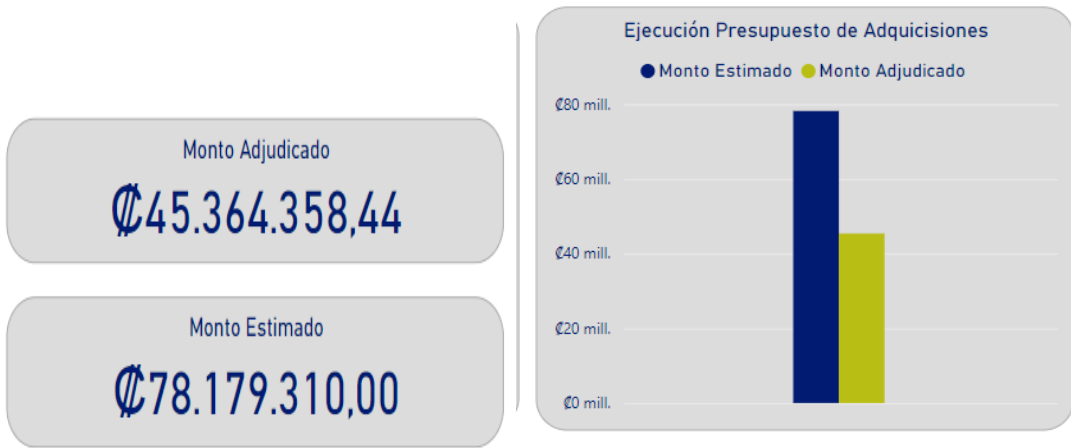 Monto Adjudicado
₡45.364.358,44
Monto Estimado
₡78.179.310,00
Ejecución Presupuesto de Adquicisiones
Monto Estimado Monto Adjudicado
₡80 mill.
₡60 mill.
₡40 mill.
₡20 mill.
₡0 mill.